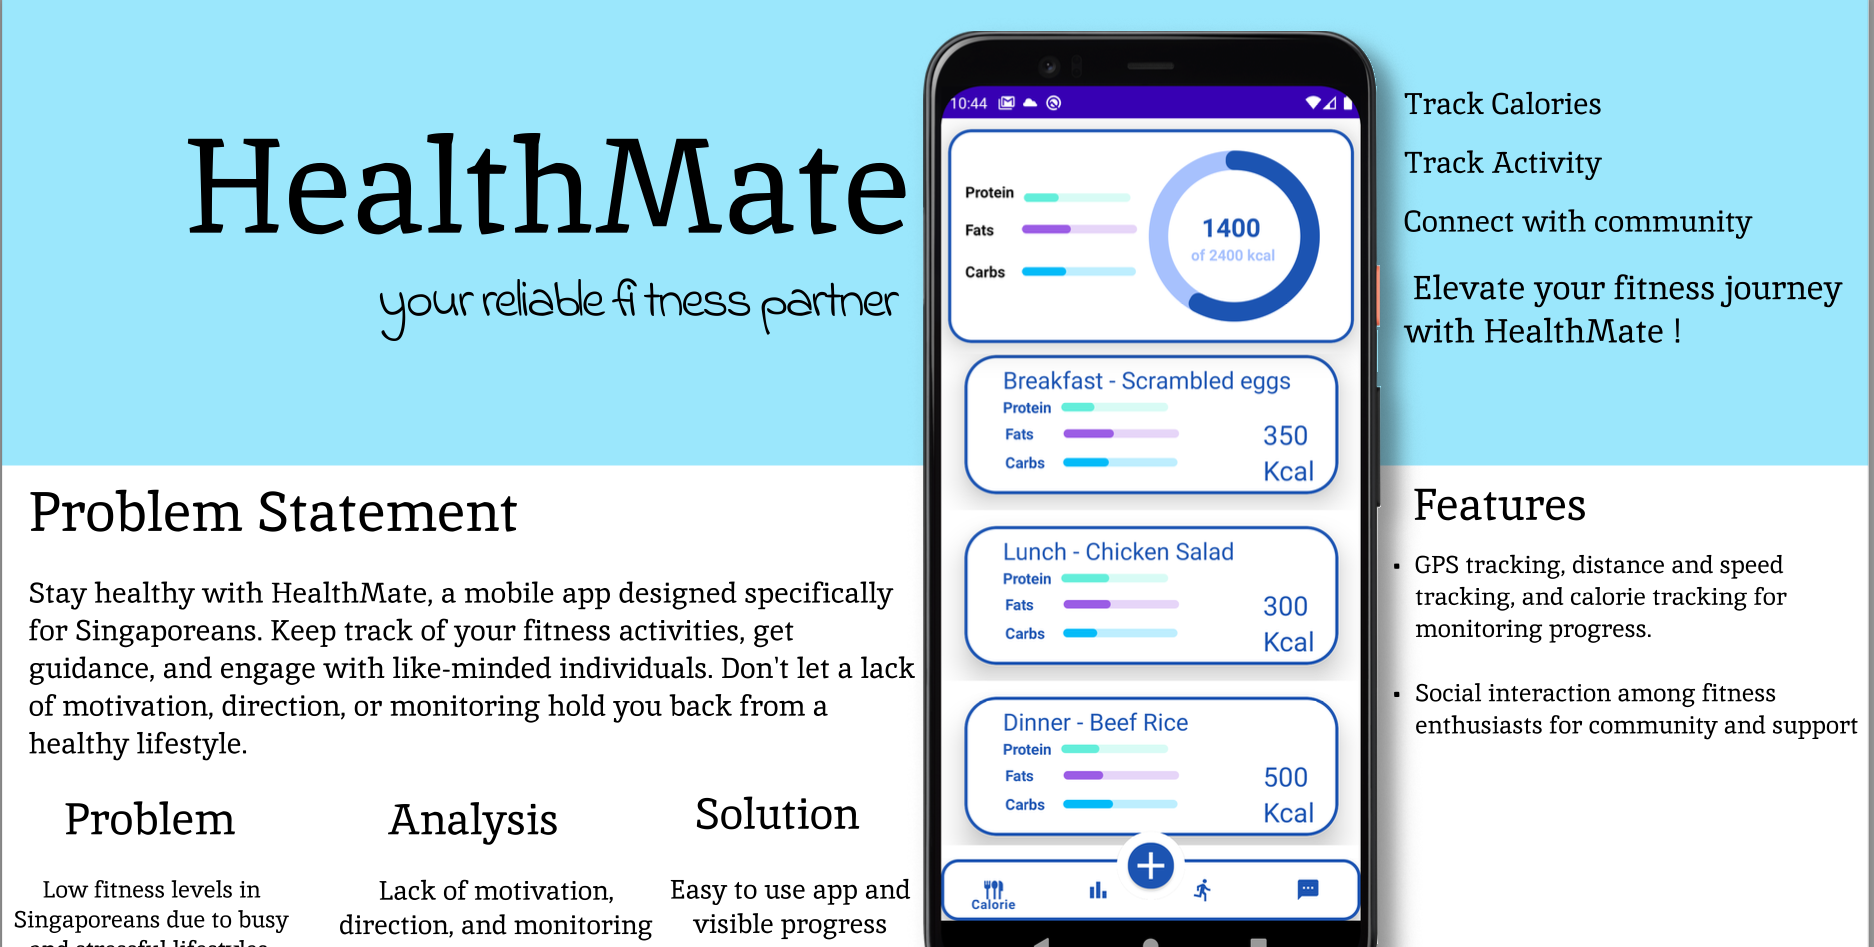 HealthMate
your reliable fitness partner
10:44
Protein
Fats
Carbs
1400
of 2400 kcal
Breakfast - Scrambled eggs
Protein
Fats
Carbs
350
Kcal
Lunch - Chicken Salad
Protein
Fats
Carbs
300
Kcal
Dinner - Beef Rice
Protein
Fats
Carbs
500
Kcal
Calorie
Track Calories
Track Activity
Connect with community
Elevate your fitness journey
with HealthMate !
Problem Statement
Stay healthy with HealthMate, a mobile app designed specifically
for Singaporeans. Keep track of your fitness activities, get
guidance, and engage with like-minded individuals. Don't let a lack
of motivation, direction, or monitoring hold you back from a
healthy lifestyle.
Problem
Low fitness levels in
Singaporeans due to busy
and stressful lifestyles
Analysis
Lack of motivation,
direction, and monitoring
Solution
Easy to use app and
visible progress
Features
• GPS tracking, distance and speed
tracking, and calorie tracking for
monitoring progress.
• Social interaction among fitness
enthusiasts for community and support